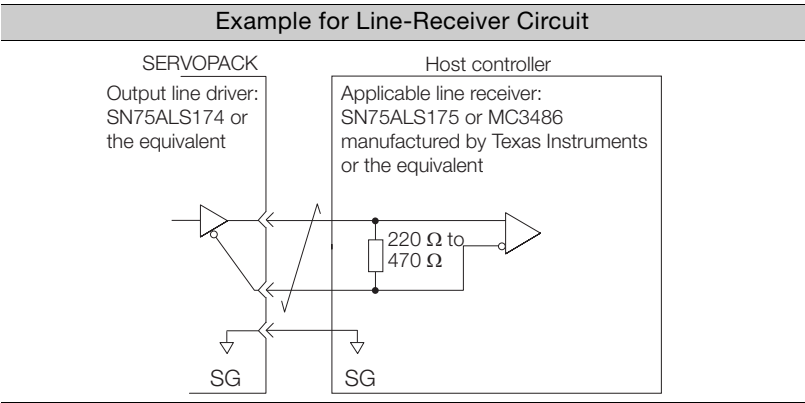 Example for Line-Receiver Circuit
SERVOPACK
Host controller
Output line driver:
SN75ALS174 or
the equivalent
Applicable line receiver:
SN75ALS175 or MC3486
manufactured by Texas Instruments
or the equivalent
220 Ω to
470 Ω
SG
SG